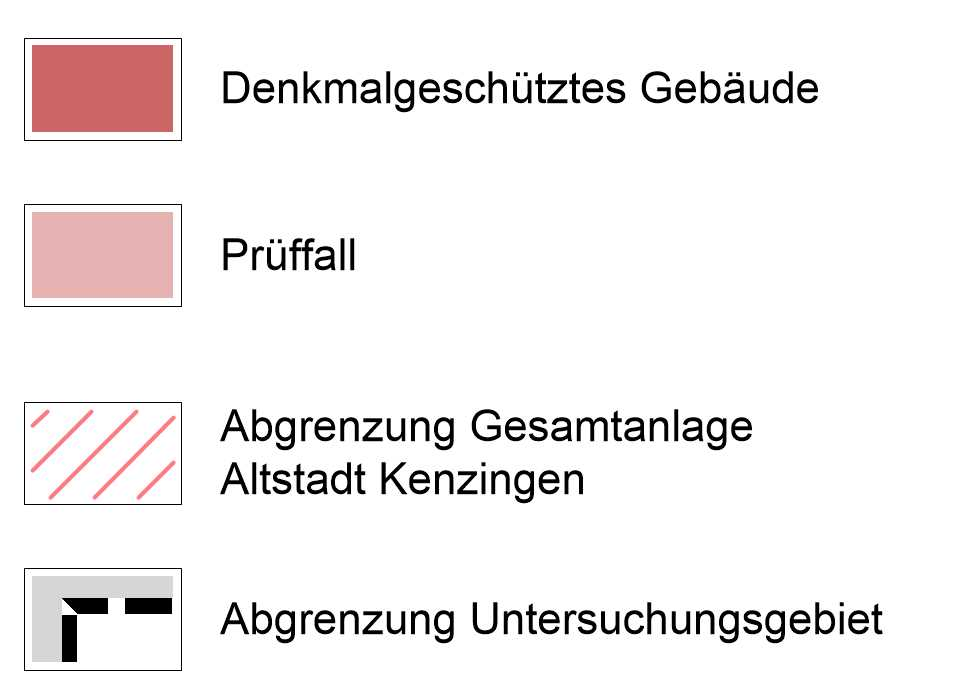 Denkmalgeschütztes Gebäude
Prüffall
Abgrenzung Gesamtanlage
Altstadt Kenzingen
Abgrenzung Untersuchungsgebiet